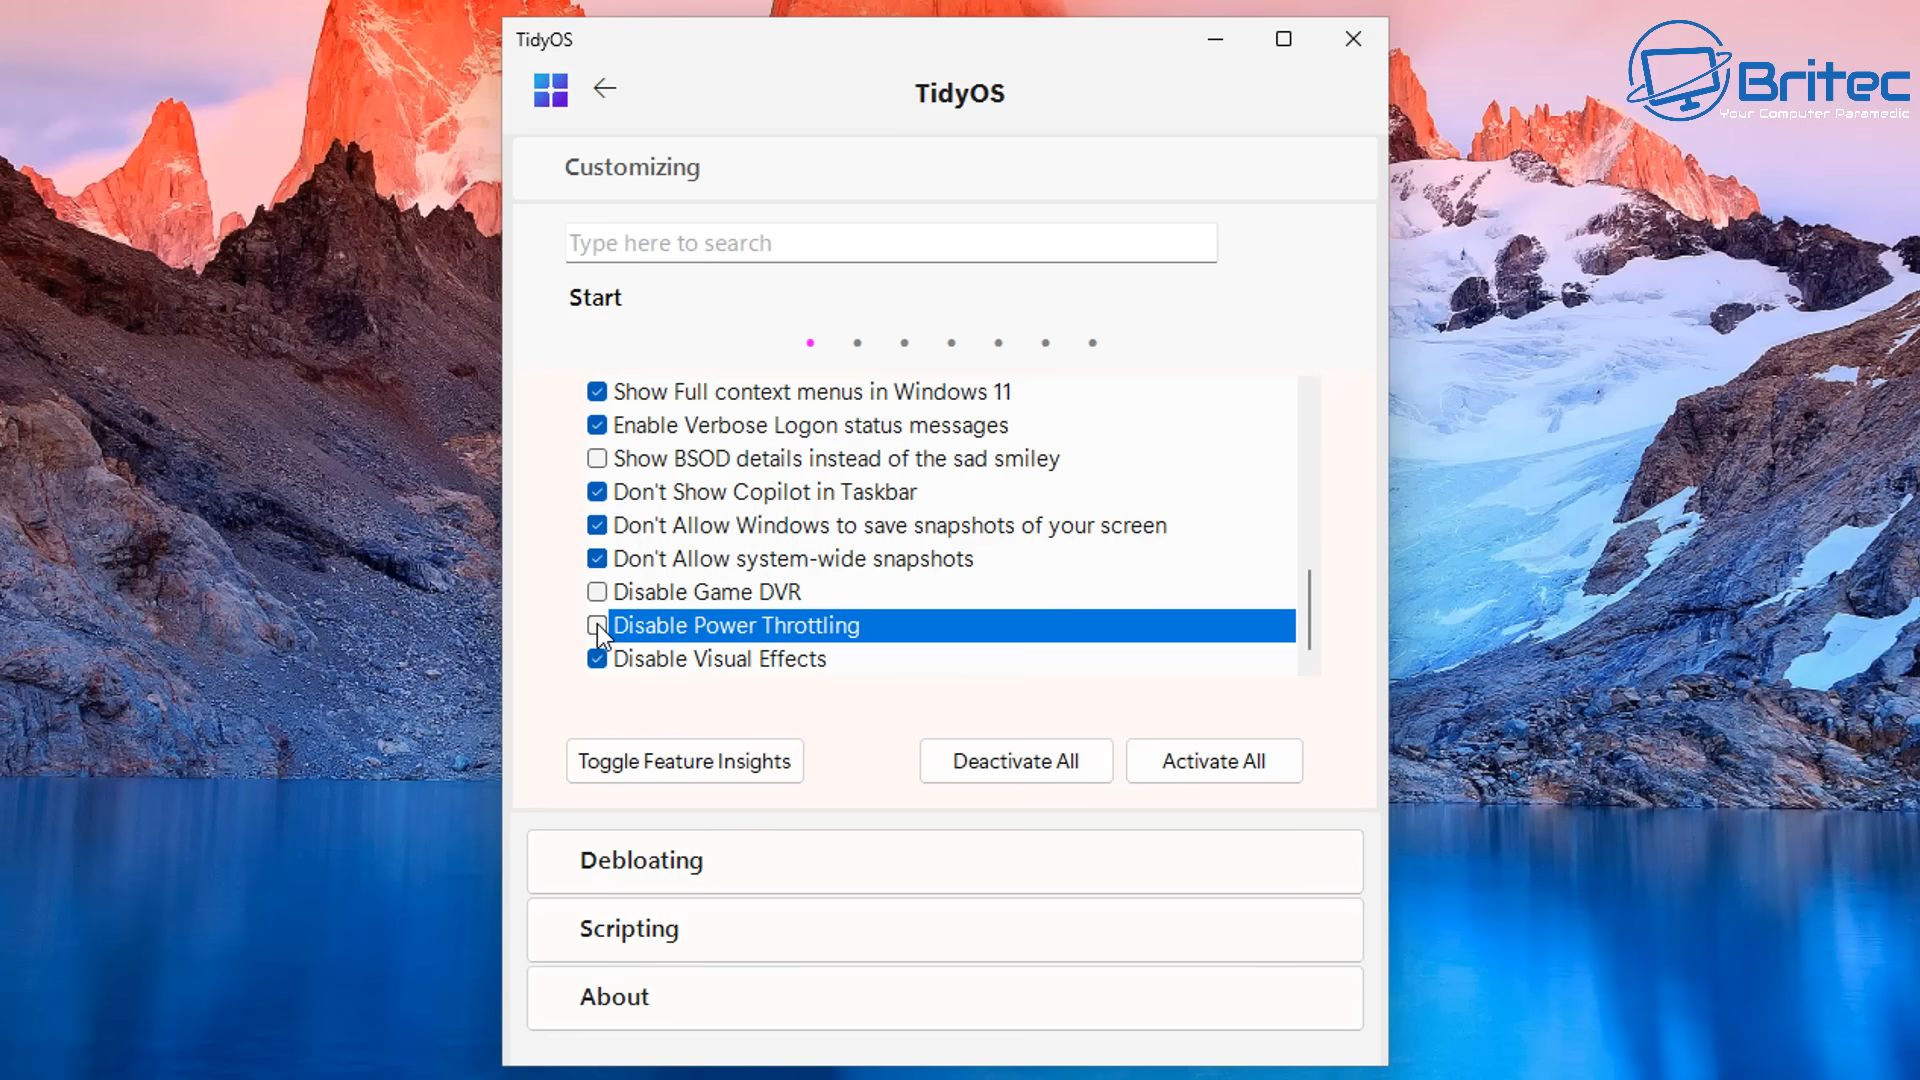 TidyOS
TidyOS
Britec
Your Computer Paramedic
Customizing
Type here to search
Start
Show Full context menus in Windows 11
Enable Verbose Logon status messages
Show BSOD details instead of the sad smiley
Don't Show Copilot in Taskbar
Don't Allow Windows to save snapshots of your screen
Don't Allow system-wide snapshots
Disable Game DVR
Disable Power Throttling
Disable Visual Effects
Toggle Feature Insights
Deactivate All
Activate All
Debloating
Scripting
About